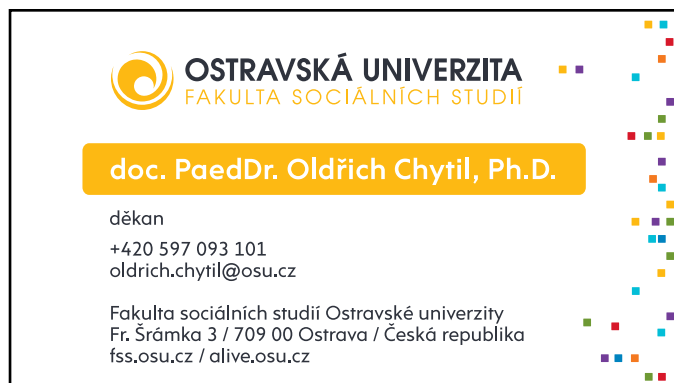 OSTRAVSKÁ UNIVERZITA
FAKULTA SOCIÁLNÍCH STUDIÍ
doc. PaedDr. Oldřich Chytil, Ph.D.
děkan
+420 597 093 101
oldrich.chytil@osu.cz
Fakulta sociálních studií Ostravské univerzity
Fr. Šrámka 3 / 709 00 Ostrava / Česká republika
fss.osu.cz / alive.osu.cz